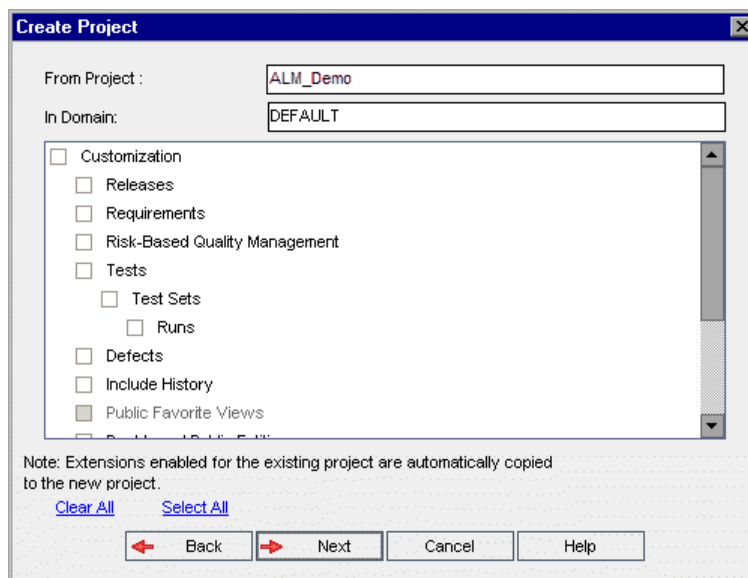 Create Project
From Project : ALM_Demo
In Domain: DEFAULT
Customization
Releases
Requirements
Risk-Based Quality Management
Tests
Test Sets
Runs
Defects
Include History
Public Favorite Views
Note: Extensions enabled for the existing project are automatically copied
to the new project.
Clear All Select All
Back Next Cancel Help